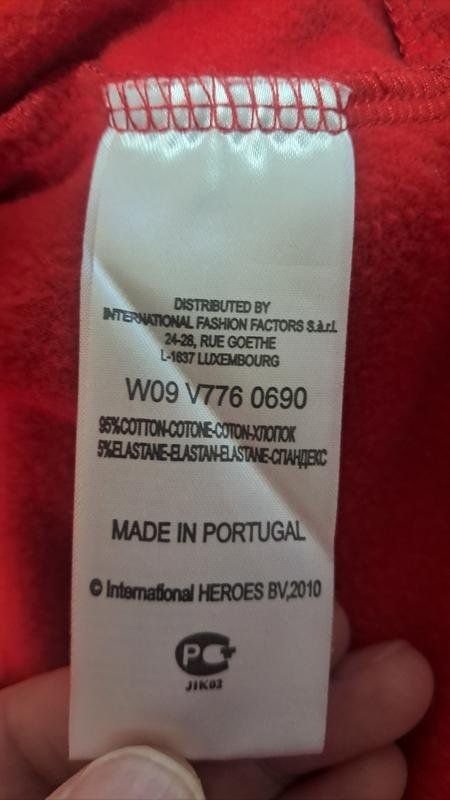 DISTRIBUTED BY
INTERNATIONAL FASHION FACTORS S.à.r.l.
24-28, RUE GOETHE
L-1637 LUXEMBOURG
W09 V776 0690
95%COTTON-COTONE-COTON-ХЛОПОК
5%ELASTANE-ELASTAN-ELASTANE-СПАНДЕКС
MADE IN PORTUGAL
© International HEROES BV,2010
PC
JIK03